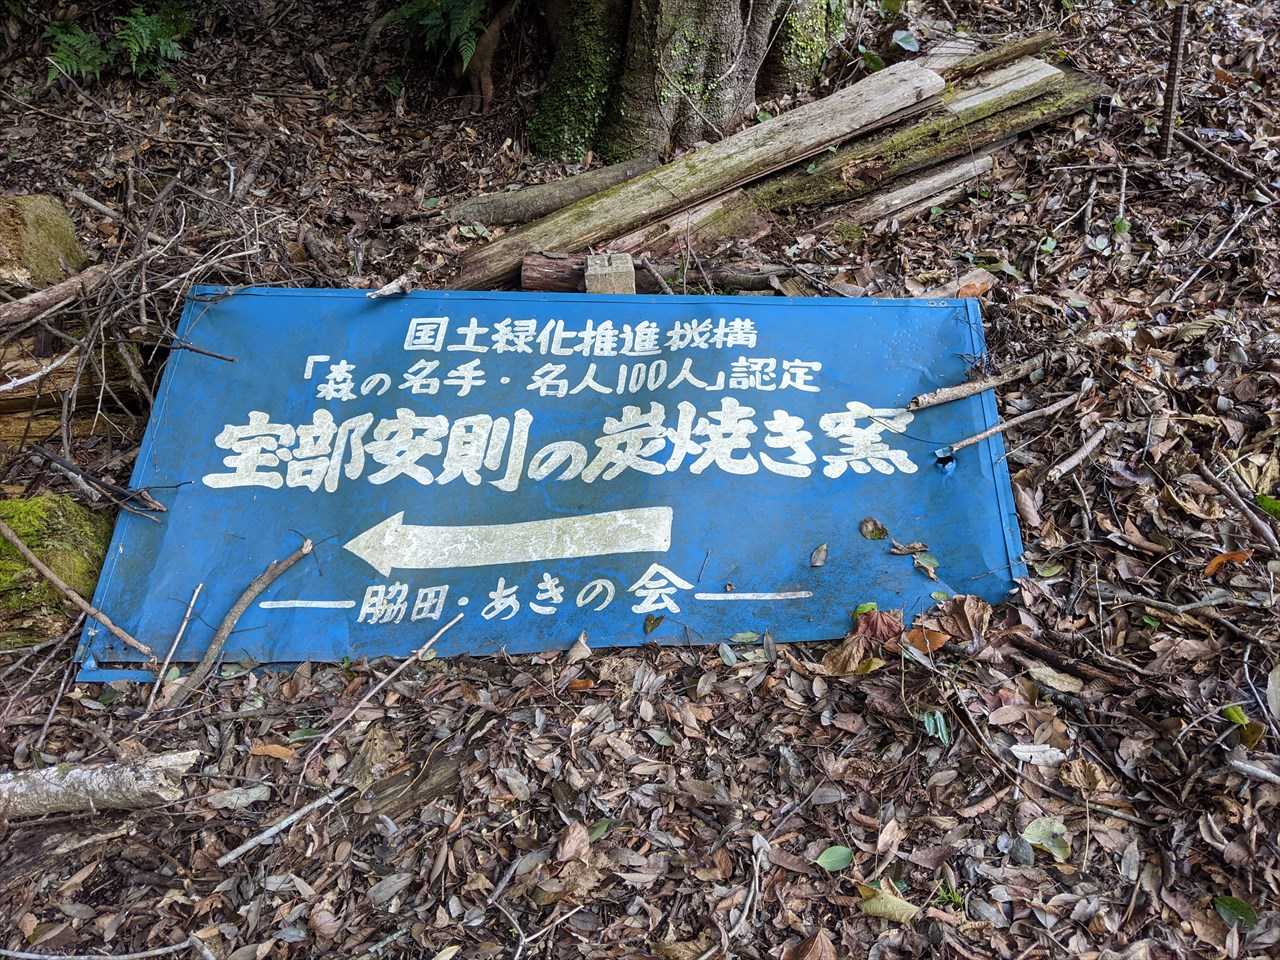 国土緑化推進機構
「森の名手・名人100人」認定
宝部安則の炭焼き窯
脇田・あきの会